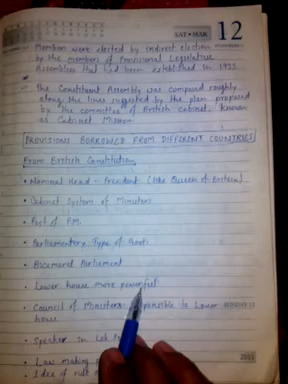 SAT • MAR 12
Members were elected by indirect election
by the members of Provisional Legislative
Assemblies that had been established in 1935
The Constituent Assembly was composed roughly
along the lines suggested by the plan proposed
by the committee of British Cabinet known
as Cabinet Mission
PROVISIONS BORROWED FROM DIFFERENT COUNTRIES
From British Constitution
• Nominal Head - President (like Queen of Britain)
• Cabinet System of Ministers
• Post of P.M.
• Parliamentary Type of Govt.
• Bicameral Parliament
• Lower house more powerful
• Council of Ministers responsible to Lower
house
• Speaker in Lok
• Law making
• Idea of rule